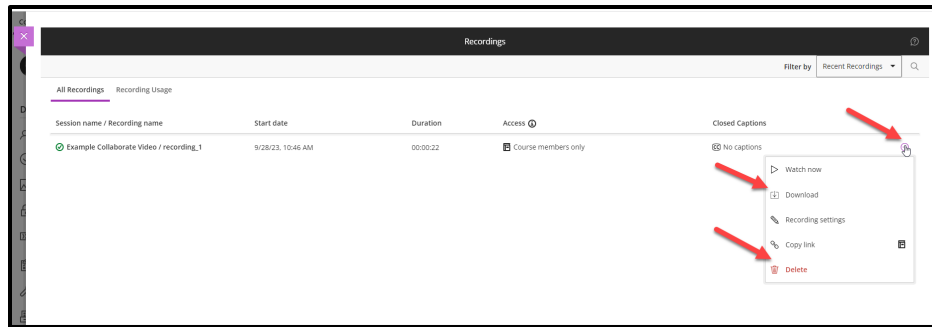 Recordings
Filter by Recent Recordings
All Recordings Recording Usage
Session name / Recording name Start date Duration Access Closed Captions
Example Collaborate Video / recording_1 9/28/23, 10:46 AM 00:00:22 Course members only No captions
Watch now
Download
Recording settings
Copy link
Delete